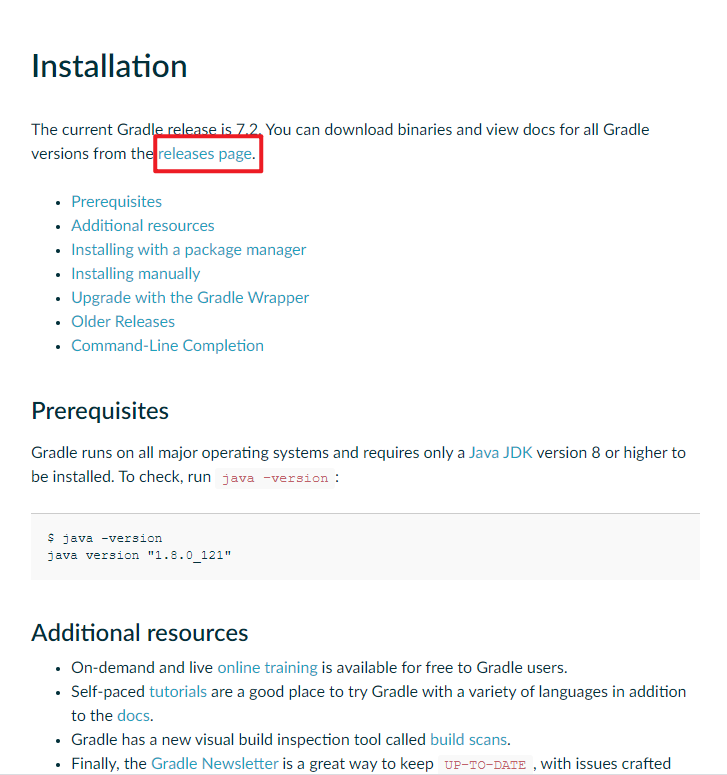 Installation
The current Gradle release is 7.2. You can download binaries and view docs for all Gradle
versions from the releases page.
• Prerequisites
• Additional resources
• Installing with a package manager
• Installing manually
• Upgrade with the Gradle Wrapper
• Older Releases
• Command-Line Completion
Prerequisites
Gradle runs on all major operating systems and requires only a Java JDK version 8 or higher to
be installed. To check, run java -version :
$ java -version
java version "1.8.0_121"
Additional resources
• On-demand and live online training is available for free to Gradle users.
• Self-paced tutorials are a good place to try Gradle with a variety of languages in addition
to the docs.
• Gradle has a new visual build inspection tool called build scans.
• Finally, the Gradle Newsletter is a great way to keep UP-TO-DATE , with issues crafted